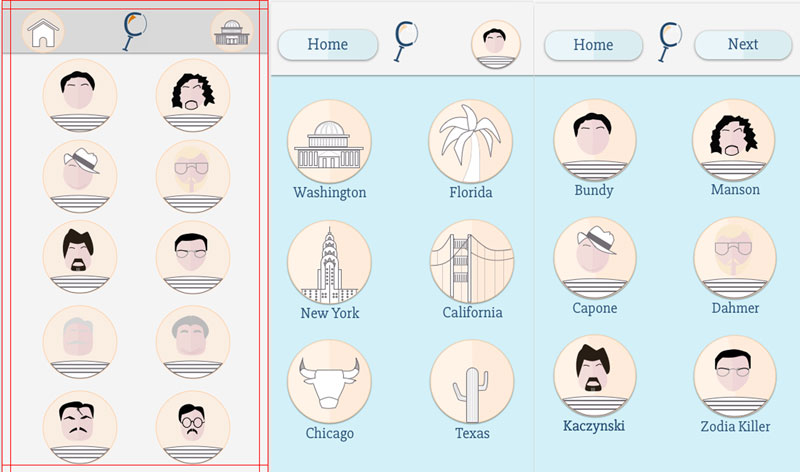 Home
Washington
Florida
New York
California
Chicago
Texas
Home
Next
Bundy
Manson
Capone
Dahmer
Kaczynski
Zodia Killer